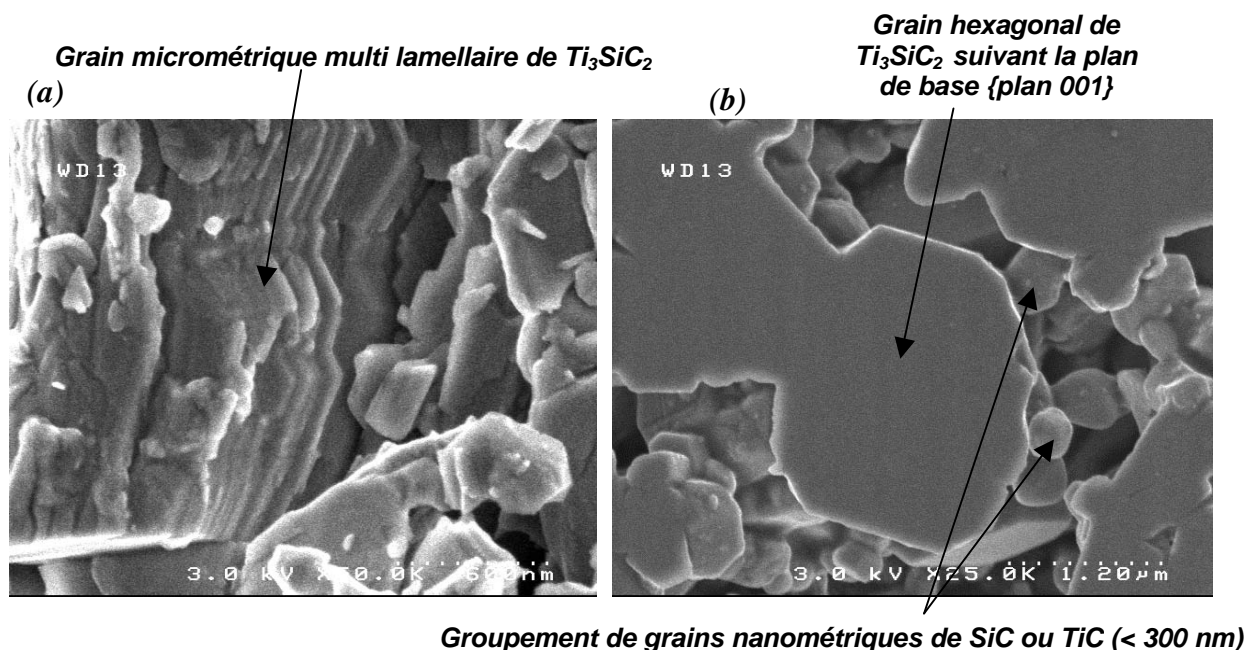 Grain micrométrique multi lamellaire de Ti₃SiC₂
Grain hexagonal de
Ti₃SiC₂ suivant la plan
de base {plan 001}
(a)
(b)
WD13
WD13
3.0 kV X50.0K 600nm
3.0 kV X25.0K 1.20µm
Groupement de grains nanométriques de SiC ou TiC (< 300 nm)